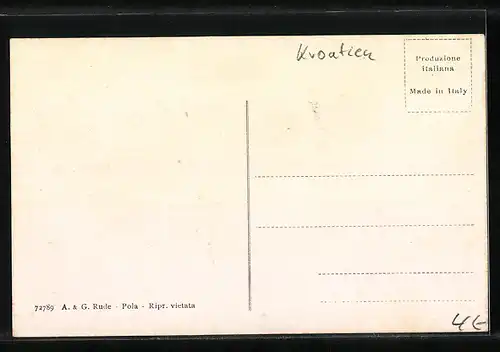 Kroatien
Produzione
italiana
Made in Italy
72789 A. & G. Rude - Pola - Ripr. vietata
4€